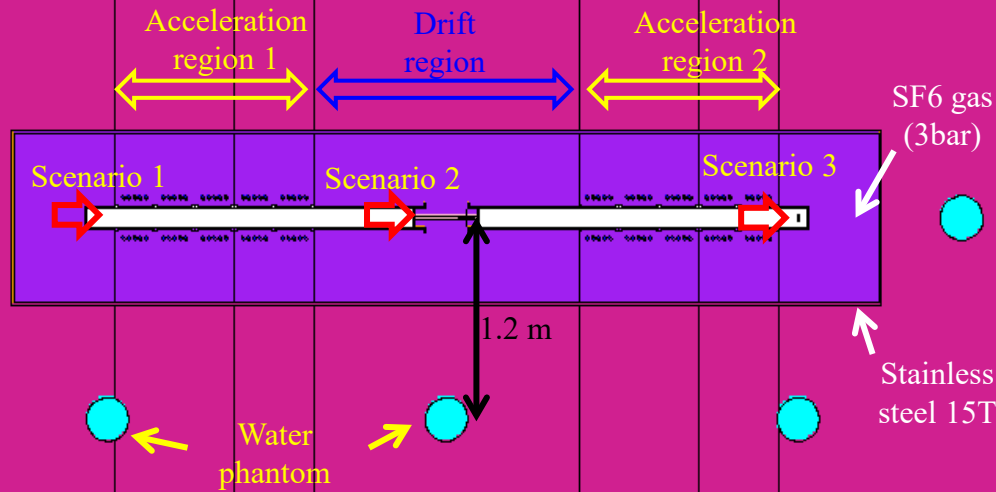 Acceleration
region 1
Drift
region
Acceleration
region 2
SF6 gas
(3bar)
Scenario 1
Scenario 2
Scenario 3
1.2 m
Stainless
steel 15T
Water
phantom